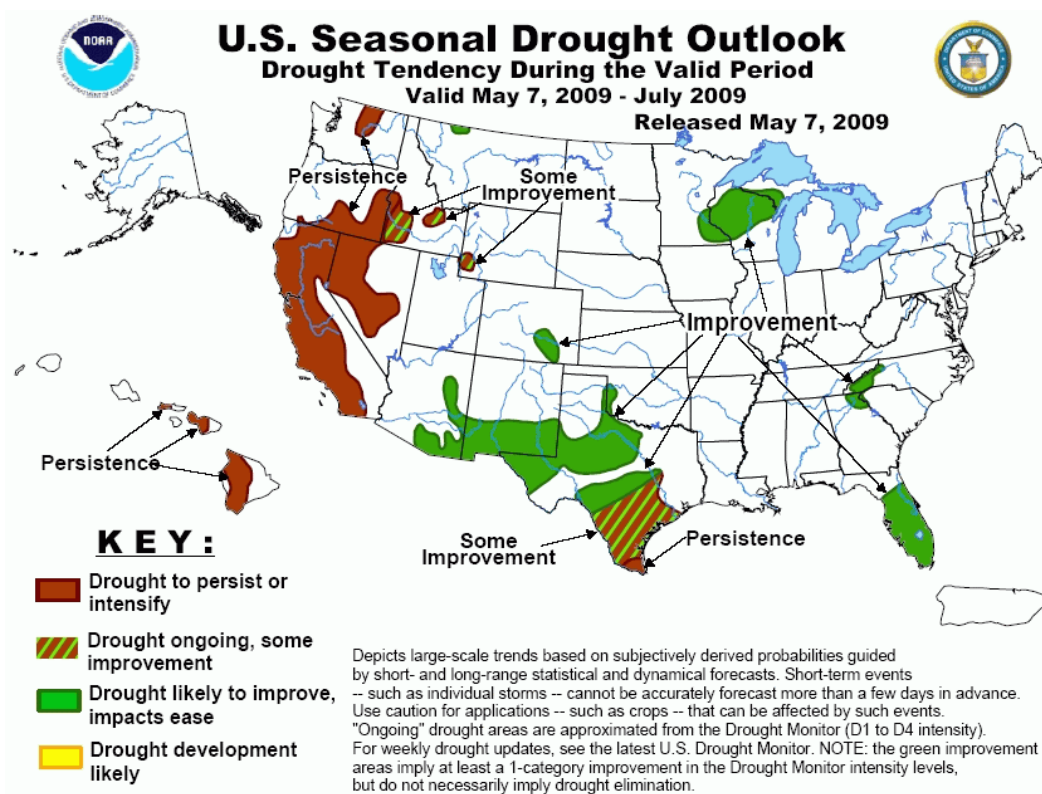 NOAA
U.S. Seasonal Drought Outlook
Drought Tendency During the Valid Period
Valid May 7, 2009 - July 2009
Released May 7, 2009
Persistence
Some
Improvement
Improvement
Persistence
Some
Improvement
Persistence
KEY:
Drought to persist or
intensify
Drought ongoing, some
improvement
Drought likely to improve,
impacts ease
Drought development
likely
Depicts large-scale trends based on subjectively derived probabilities guided
by short- and long-range statistical and dynamical forecasts. Short-term events
-- such as individual storms -- cannot be accurately forecast more than a few days in advance.
Use caution for applications -- such as crops -- that can be affected by such events.
"Ongoing" drought areas are approximated from the Drought Monitor (D1 to D4 intensity).
For weekly drought updates, see the latest U.S. Drought Monitor. NOTE: the green improvement
areas imply at least a 1-category improvement in the Drought Monitor intensity levels,
but do not necessarily imply drought elimination.